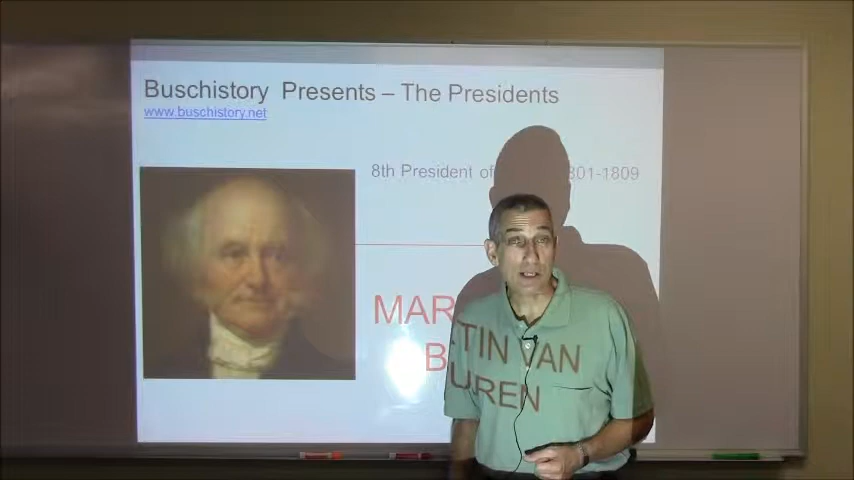 Buschistory Presents – The Presidents
www.buschistory.net
8th President of 801-1809
MARTIN VAN
BUREN